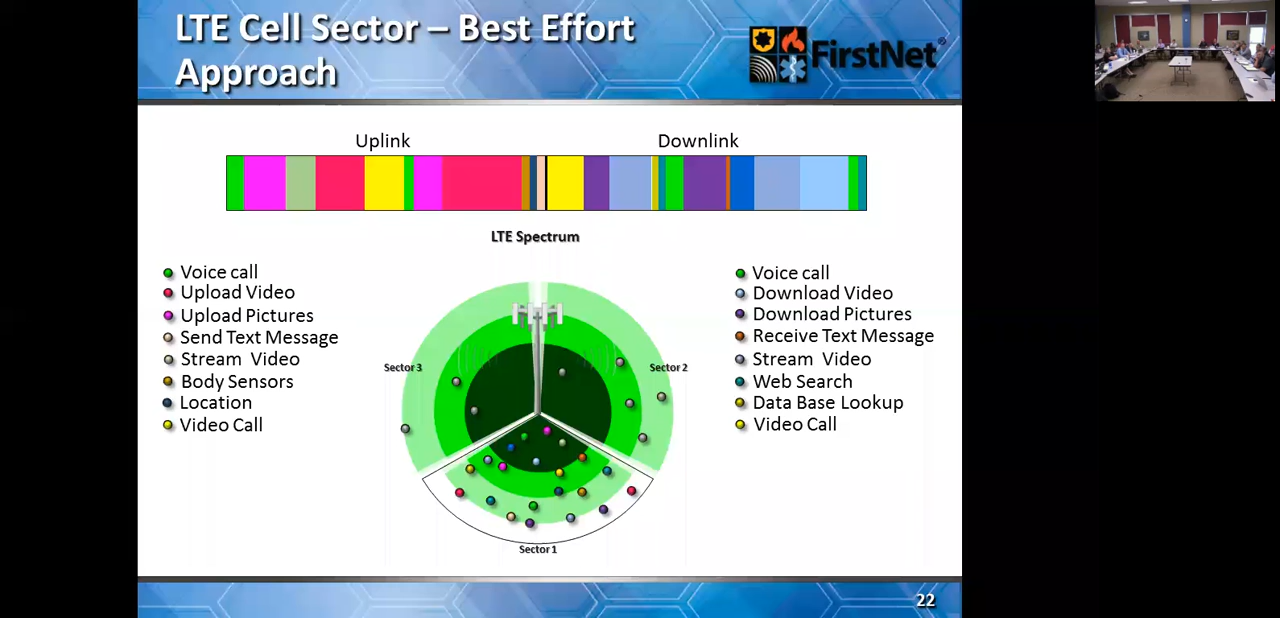 LTE Cell Sector – Best Effort
Approach
FirstNet®
Uplink
Downlink
LTE Spectrum
Voice call
Upload Video
Upload Pictures
Send Text Message
Stream Video
Body Sensors
Location
Video Call
Sector 3
Sector 2
Sector 1
Voice call
Download Video
Download Pictures
Receive Text Message
Stream Video
Web Search
Data Base Lookup
Video Call
22